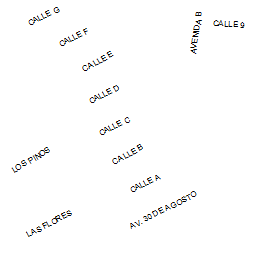 CALLE G
CALLE F
AVENIDA B
CALLE 9
CALLE E
CALLE D
CALLE C
LOS PINOS
CALLE B
CALLE A
LAS FLORES
AV. 30 DE AGOSTO